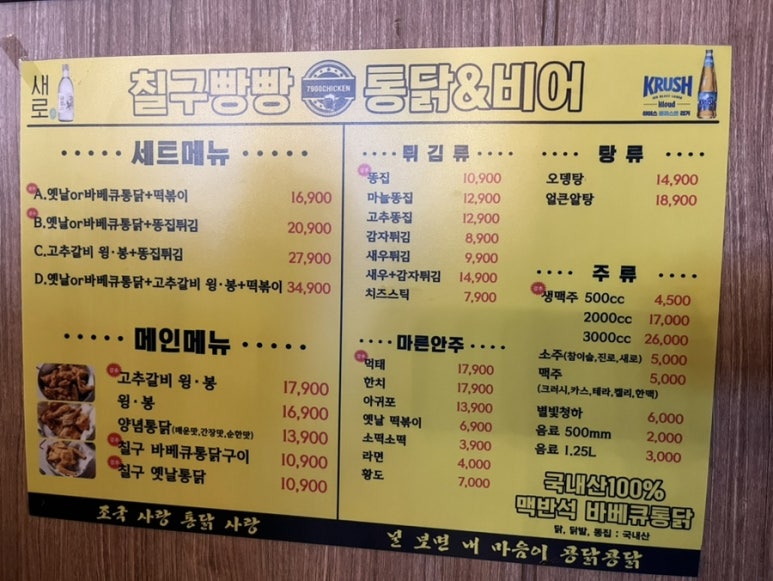 새로
칠구빵빵 7900CHICKEN 통닭&비어
KRUSH
kloud
세트메뉴
A.옛날or바베큐통닭+떡볶이 16,900
B.옛날or바베큐통닭+똥집튀김 20,900
C.고추갈비 윙·봉+똥집튀김 27,900
D.옛날or바베큐통닭+고추갈비 윙·봉+떡볶이 34,900
메인메뉴
고추갈비 윙·봉 17,900
윙·봉 16,900
양념통닭(매운맛,간장맛,순한맛) 13,900
칠구 바베큐통닭구이 10,900
칠구 옛날통닭 10,900
튀김류
똥집 10,900
마늘똥집 12,900
고추똥집 12,900
감자튀김 8,900
새우튀김 9,900
새우+감자튀김 14,900
치즈스틱 7,900
마른안주
먹태 17,900
한치 17,900
아귀포 13,900
옛날 떡볶이 6,900
소떡소떡 3,900
라면 4,000
황도 7,000
탕류
오뎅탕 14,900
얼큰알탕 18,900
주류
생맥주 500cc 4,500
2000cc 17,000
3000cc 26,000
소주(참이슬,진로,새로) 5,000
맥주 5,000
(크러시,카스,테라,켈리,한맥)
별빛청하 6,000
음료 500mm 2,000
음료 1.25L 3,000
국내산100%
맥반석 바베큐통닭
닭, 닭발, 똥집 : 국내산
조국 사랑 통닭 사랑
널 보면 내 마음이 콩닭콩닭